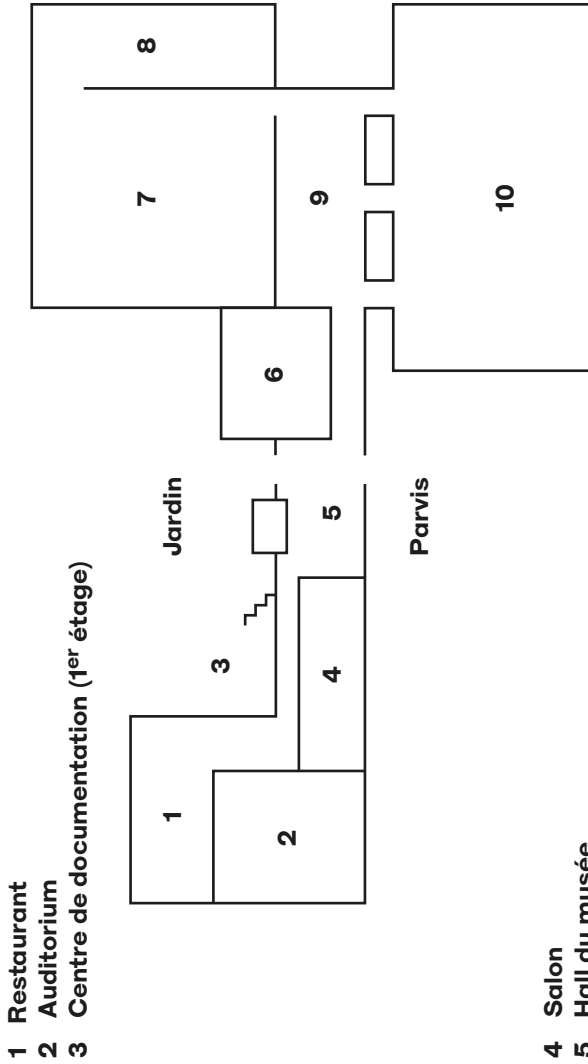 1 Restaurant
2 Auditorium
3 Centre de documentation (1er étage)
7
8
1
Jardin
3
6
2
9
4
5
Parvis
10
4 Salon
5 Hall du musée